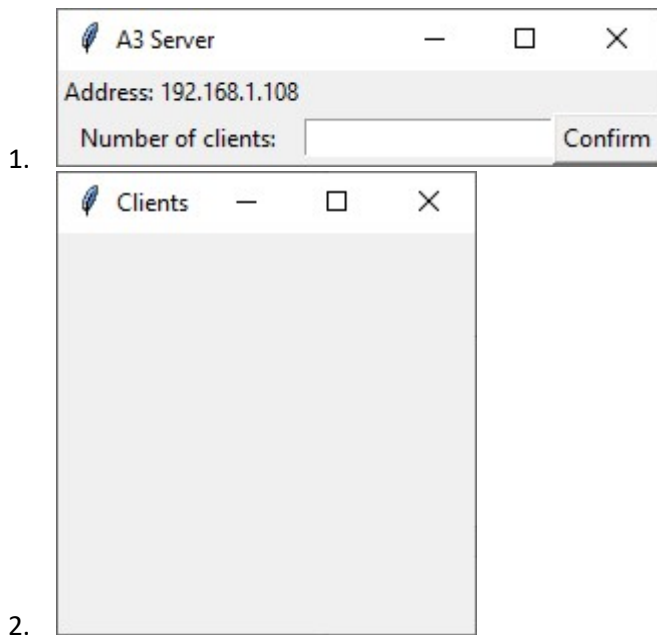 A3 Server
Address: 192.168.1.108
1. Number of clients: Confirm
Clients
2.